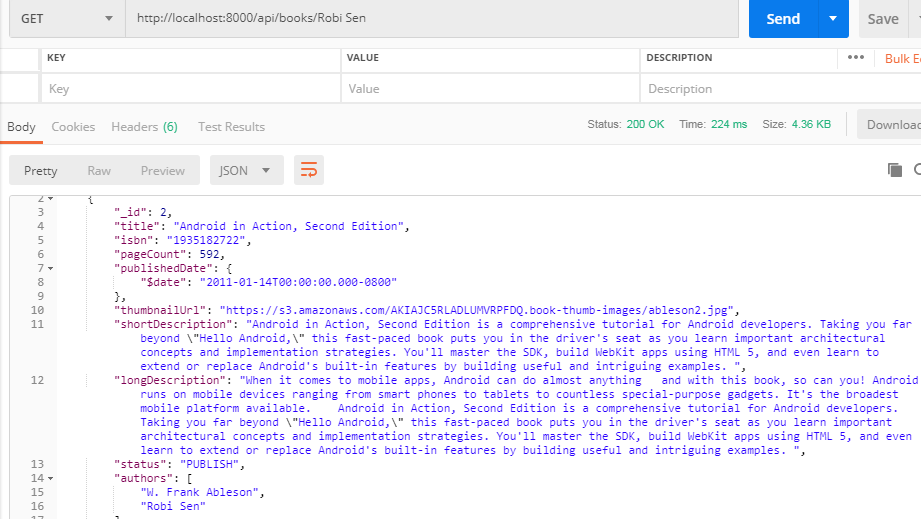 GET http://localhost:8000/api/books/Robi Sen Send Save
KEY VALUE DESCRIPTION ••• Bulk E
Key Value Description
Body Cookies Headers (6) Test Results Status: 200 OK Time: 224 ms Size: 4.36 KB Download
Pretty Raw Preview JSON
2 {
3 "_id": 2,
4 "title": "Android in Action, Second Edition",
5 "isbn": "1935182722",
6 "pageCount": 592,
7 "publishedDate": {
8 "$date": "2011-01-14T00:00:00.000-0800"
9 },
10 "thumbnailUrl": "https://s3.amazonaws.com/AKIAJC5RLADLUMVRPFDQ.book-thumb-images/ableson2.jpg",
11 "shortDescription": "Android in Action, Second Edition is a comprehensive tutorial for Android developers. Taking you far
beyond \"Hello Android,\" this fast-paced book puts you in the driver's seat as you learn important architectural
concepts and implementation strategies. You'll master the SDK, build WebKit apps using HTML 5, and even learn to
extend or replace Android's built-in features by building useful and intriguing examples. ",
12 "longDescription": "When it comes to mobile apps, Android can do almost anything   and with this book, so can you! Android
runs on mobile devices ranging from smart phones to tablets to countless special-purpose gadgets. It's the broadest
mobile platform available.    Android in Action, Second Edition is a comprehensive tutorial for Android developers.
Taking you far beyond \"Hello Android,\" this fast-paced book puts you in the driver's seat as you learn important
architectural concepts and implementation strategies. You'll master the SDK, build WebKit apps using HTML 5, and even
learn to extend or replace Android's built-in features by building useful and intriguing examples. ",
13 "status": "PUBLISH",
14 "authors": [
15 "W. Frank Ableson",
16 "Robi Sen"
17 ]